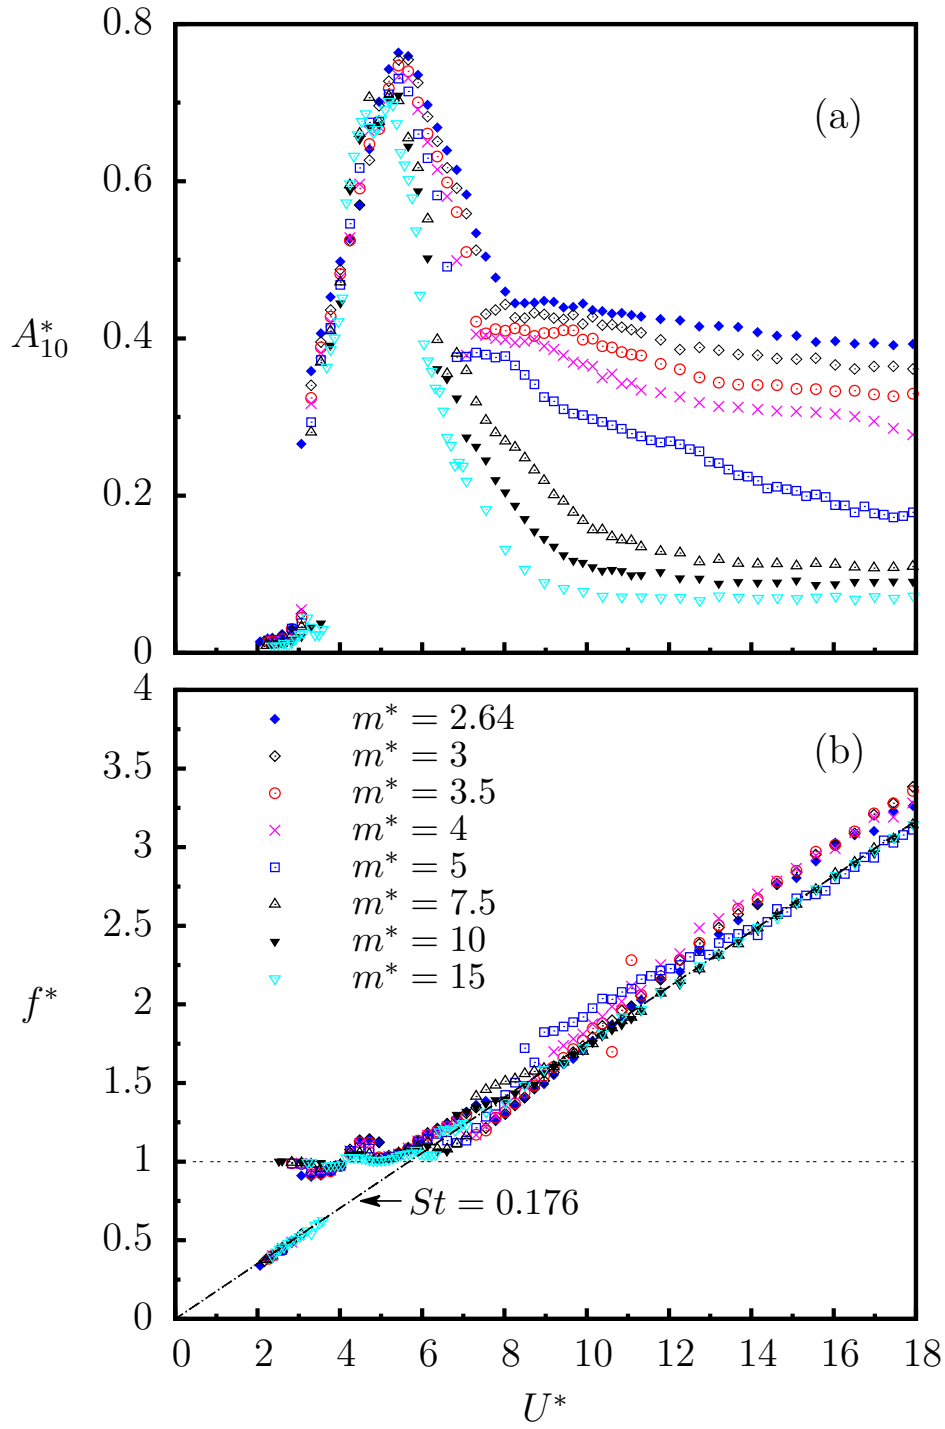 0.8
(a)
0.6
A*10
0.4
0.2
0
4
m* = 2.64
(b)
3.5
m* = 3
m* = 3.5
3
m* = 4
m* = 5
2.5
m* = 7.5
m* = 10
f*
2
m* = 15
1.5
1
St = 0.176
0.5
0
0 2 4 6 8 10 12 14 16 18
U*